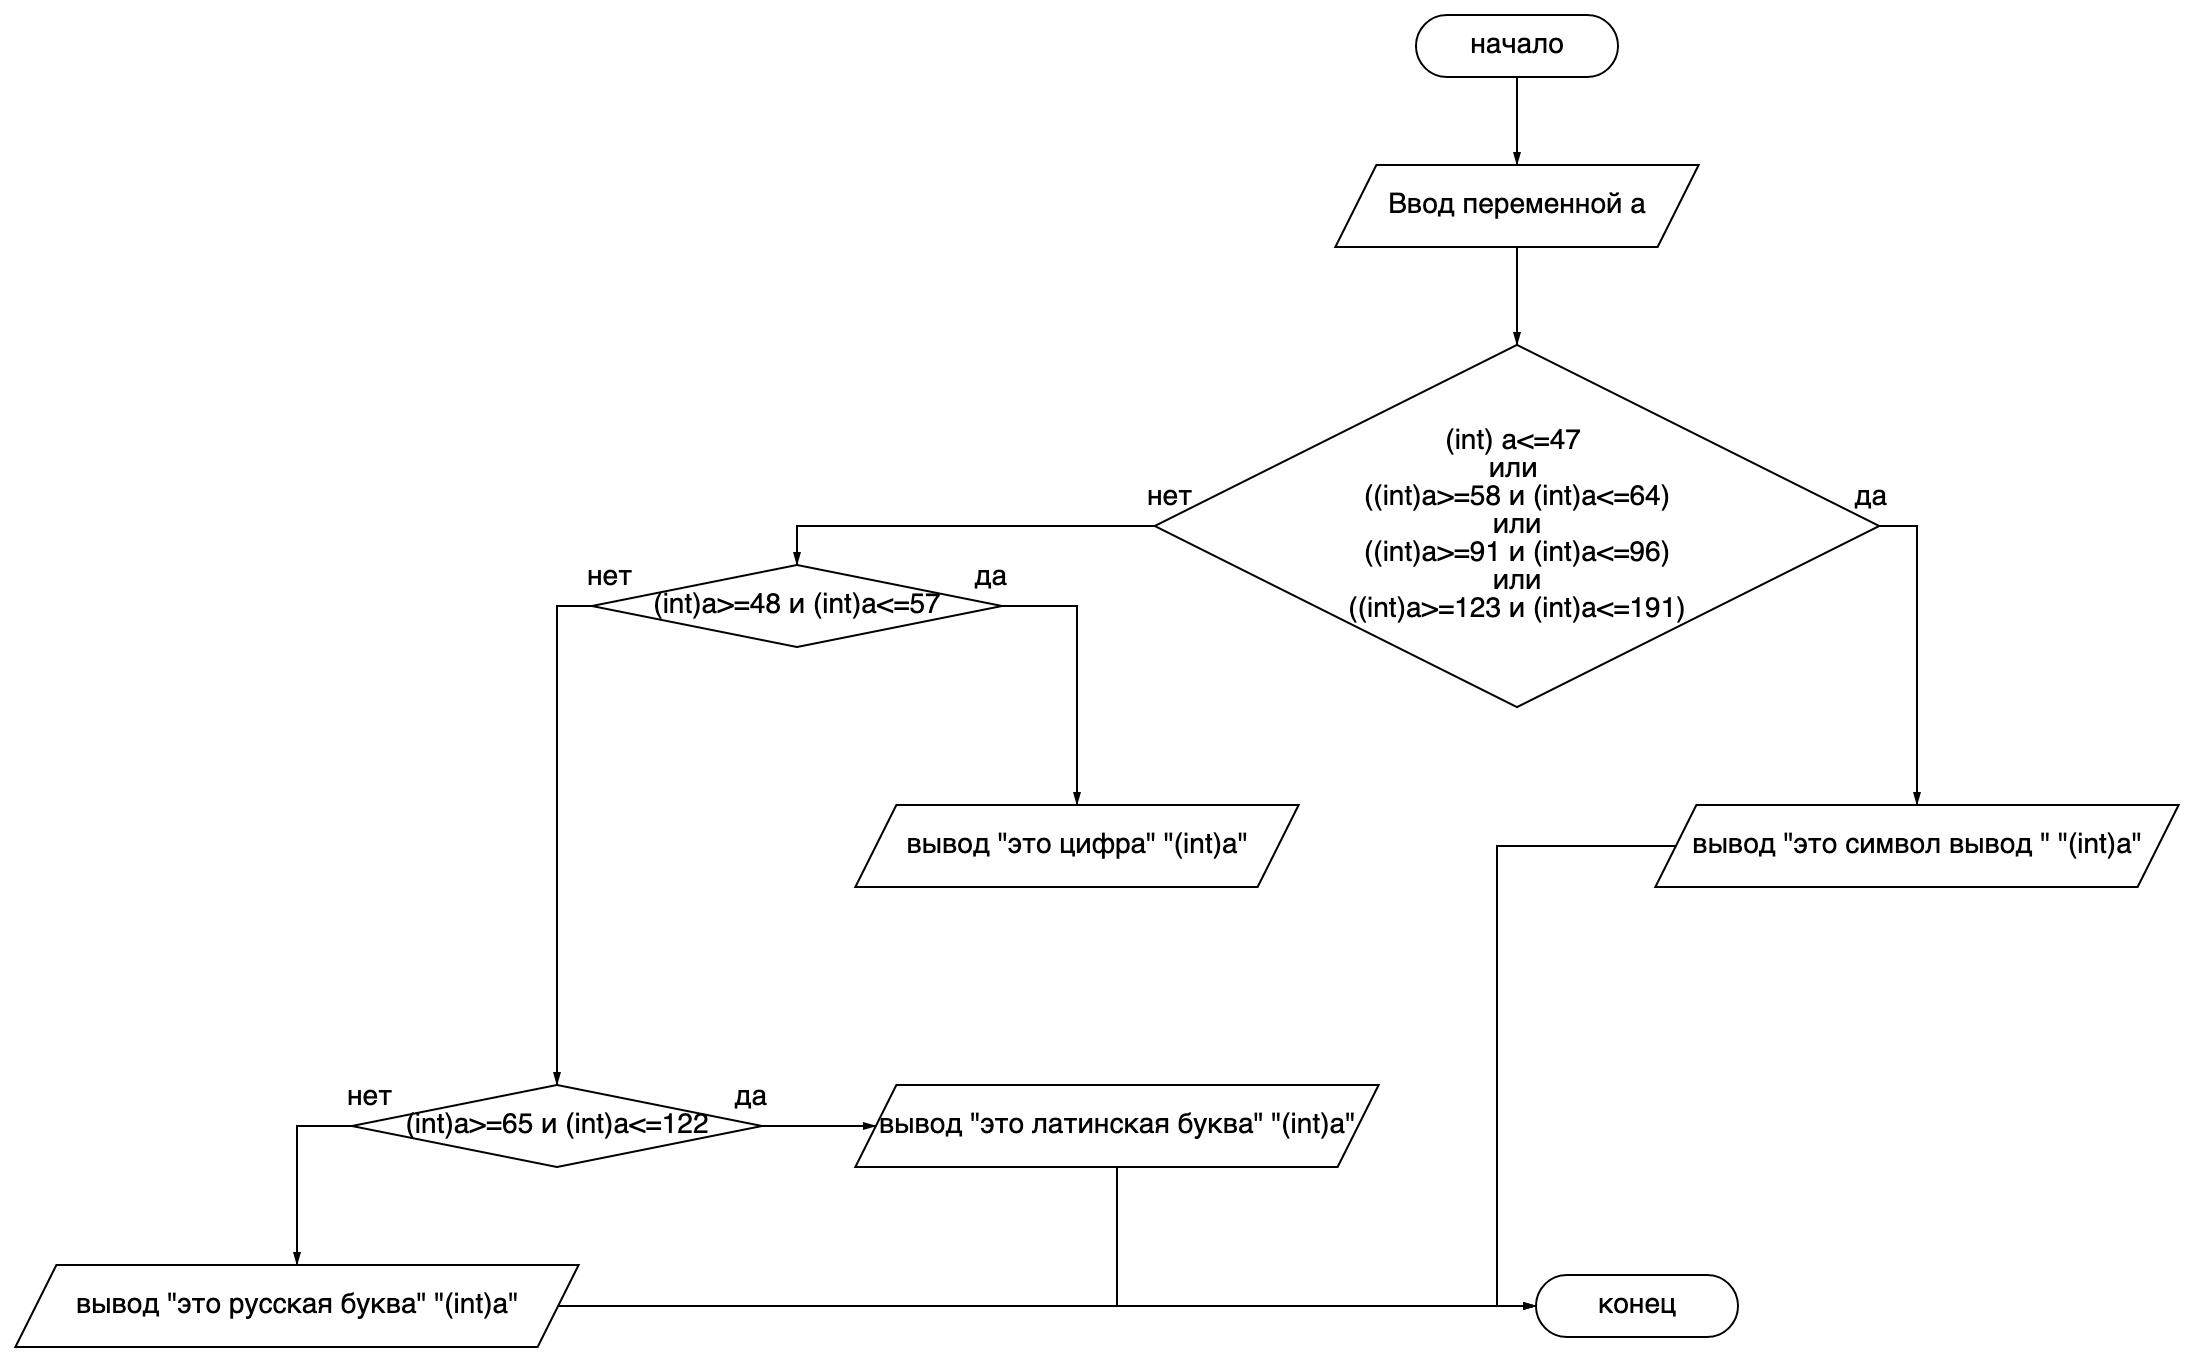 начало
Ввод переменной а
(int) a<=47
или
((int)a>=58 и (int)a<=64)
или
((int)a>=91 и (int)a<=96)
или
((int)a>=123 и (int)a<=191)
нет
да
нет
да
(int)a>=48 и (int)a<=57
вывод "это цифра" "(int)a"
вывод "это символ вывод " "(int)a"
нет
да
(int)a>=65 и (int)a<=122
вывод "это латинская буква" "(int)a"
вывод "это русская буква" "(int)a"
конец